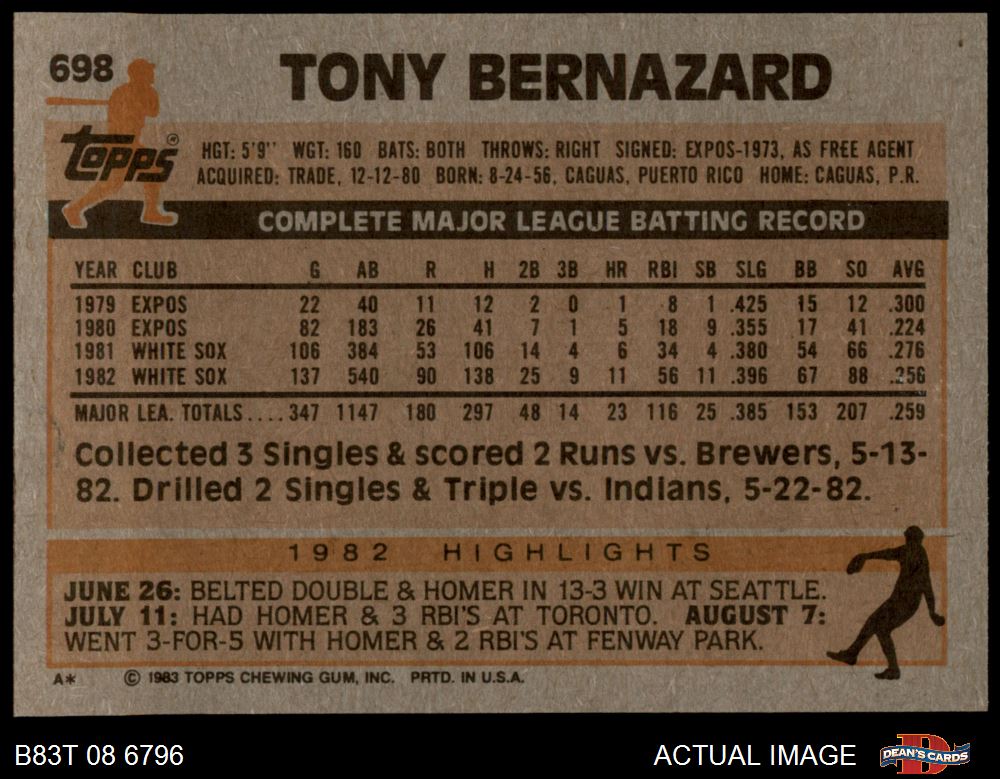 698
TONY BERNAZARD
Topps ®
HGT: 5'9" WGT: 160 BATS: BOTH THROWS: RIGHT SIGNED: EXPOS-1973, AS FREE AGENT
ACQUIRED: TRADE, 12-12-80 BORN: 8-24-56, CAGUAS, PUERTO RICO HOME: CAGUAS, P.R.
COMPLETE MAJOR LEAGUE BATTING RECORD
YEAR CLUB G AB R H 2B 3B HR RBI SB SLG BB SO AVG
1979 EXPOS 22 40 11 12 2 0 1 8 1 .425 15 12 .300
1980 EXPOS 82 183 26 41 7 1 5 18 9 .355 17 41 .224
1981 WHITE SOX 106 384 53 106 14 4 6 34 4 .380 54 66 .276
1982 WHITE SOX 137 540 90 138 25 9 11 56 11 .396 67 88 .256
MAJOR LEA. TOTALS.... 347 1147 180 297 48 14 23 116 25 .385 153 207 .259
Collected 3 Singles & scored 2 Runs vs. Brewers, 5-13-
82. Drilled 2 Singles & Triple vs. Indians, 5-22-82.
1982 HIGHLIGHTS
JUNE 26: BELTED DOUBLE & HOMER IN 13-3 WIN AT SEATTLE.
JULY 11: HAD HOMER & 3 RBI'S AT TORONTO. AUGUST 7:
WENT 3-FOR-5 WITH HOMER & 2 RBI'S AT FENWAY PARK.
A* © 1983 TOPPS CHEWING GUM, INC. PRTD. IN U.S.A.
B83T 08 6796 ACTUAL IMAGE DEAN'S CARDS